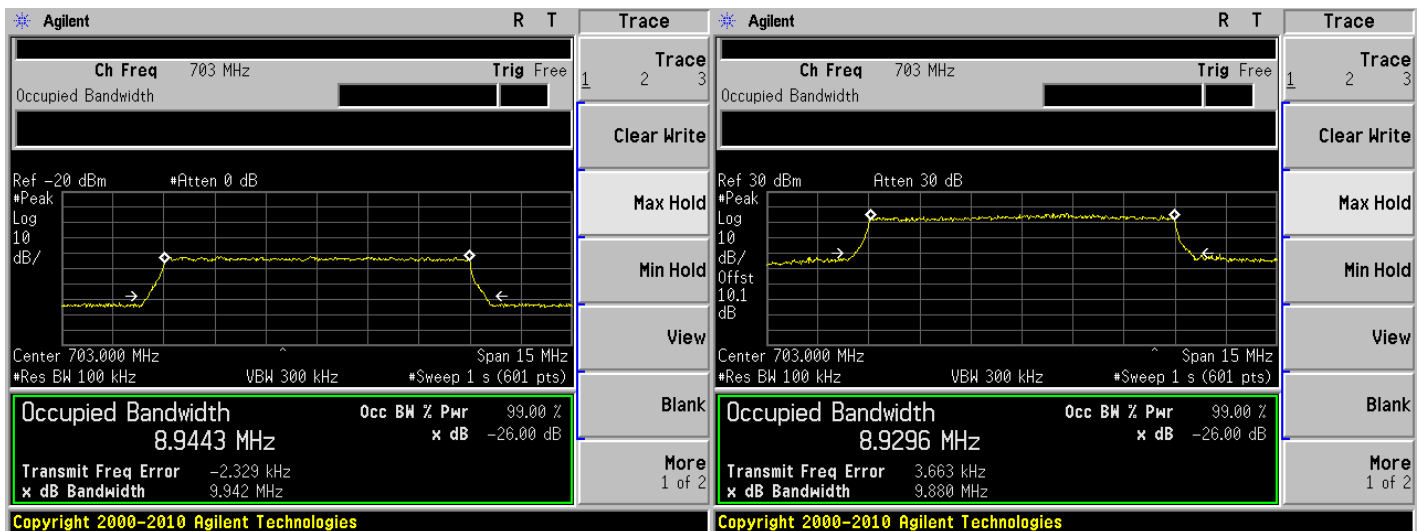 Agilent R T Trace
Ch Freq 703 MHz Trig Free
Occupied Bandwidth
Trace
1 2 3
Clear Write
Max Hold
Min Hold
View
Blank
More
1 of 2
Ref -20 dBm #Atten 0 dB
#Peak
Log
10
dB/
Center 703.000 MHz Span 15 MHz
#Res BW 100 kHz VBW 300 kHz #Sweep 1 s (601 pts)
Occupied Bandwidth Occ BW % Pwr 99.00 %
8.9443 MHz x dB -26.00 dB
Transmit Freq Error -2.329 kHz
x dB Bandwidth 9.942 MHz
Copyright 2000-2010 Agilent Technologies
Agilent R T Trace
Ch Freq 703 MHz Trig Free
Occupied Bandwidth
Trace
1 2 3
Clear Write
Max Hold
Min Hold
View
Blank
More
1 of 2
Ref 30 dBm Atten 30 dB
#Peak
Log
10
dB/
Offst
10.1
dB
Center 703.000 MHz Span 15 MHz
#Res BW 100 kHz VBW 300 kHz #Sweep 1 s (601 pts)
Occupied Bandwidth Occ BW % Pwr 99.00 %
8.9296 MHz x dB -26.00 dB
Transmit Freq Error 3.663 kHz
x dB Bandwidth 9.880 MHz
Copyright 2000-2010 Agilent Technologies